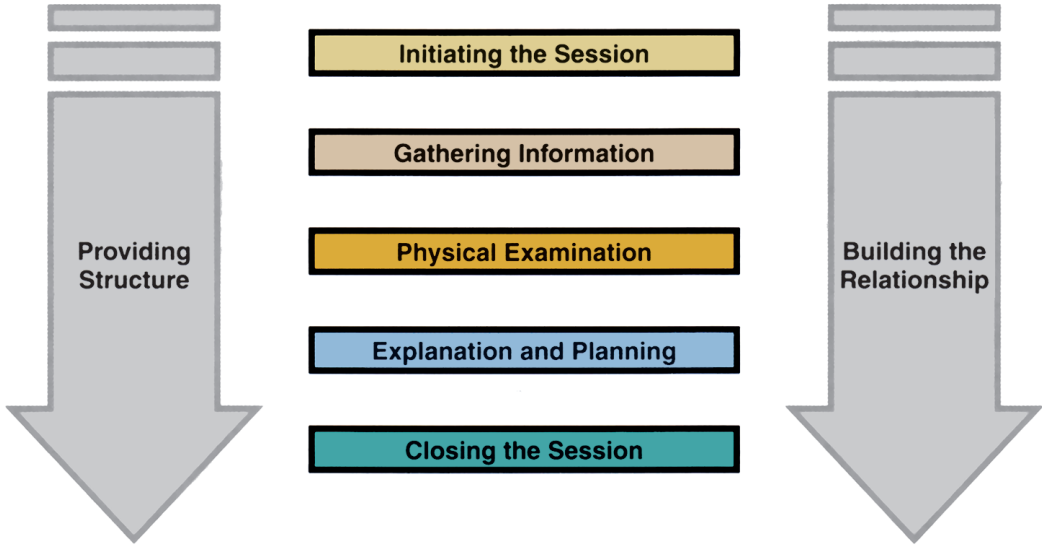 Initiating the Session
Gathering Information
Providing
Structure
Physical Examination
Building the
Relationship
Explanation and Planning
Closing the Session